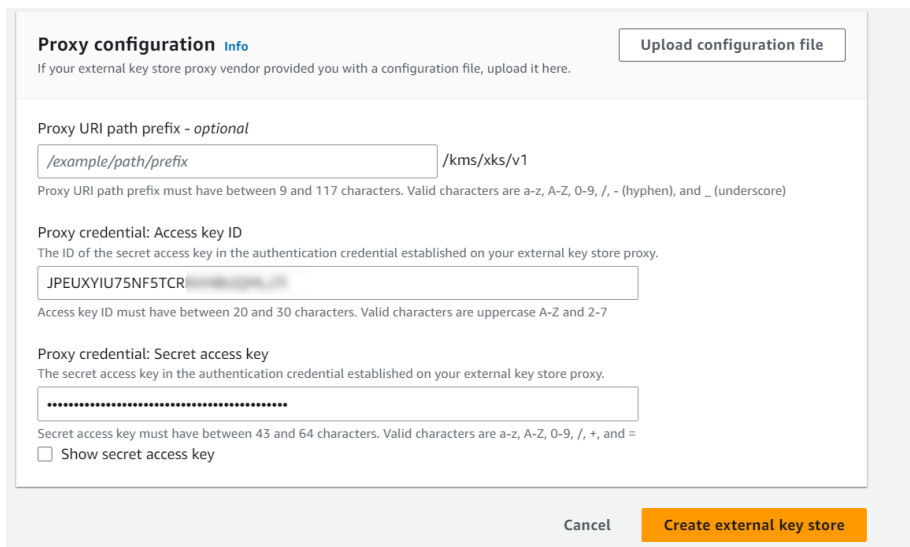 Proxy configuration Info
Upload configuration file
If your external key store proxy vendor provided you with a configuration file, upload it here.
Proxy URI path prefix - optional
/example/path/prefix
/kms/xks/v1
Proxy URI path prefix must have between 9 and 117 characters. Valid characters are a-z, A-Z, 0-9, /, - (hyphen), and _ (underscore)
Proxy credential: Access key ID
The ID of the secret access key in the authentication credential established on your external key store proxy.
Access key ID must have between 20 and 30 characters. Valid characters are uppercase A-Z and 2-7
Proxy credential: Secret access key
The secret access key in the authentication credential established on your external key store proxy.
••••••••••••••••••••••••••••••••••••••••••••
Secret access key must have between 43 and 64 characters. Valid characters are a-z, A-Z, 0-9, /, +, and =
Show secret access key
Cancel
Create external key store